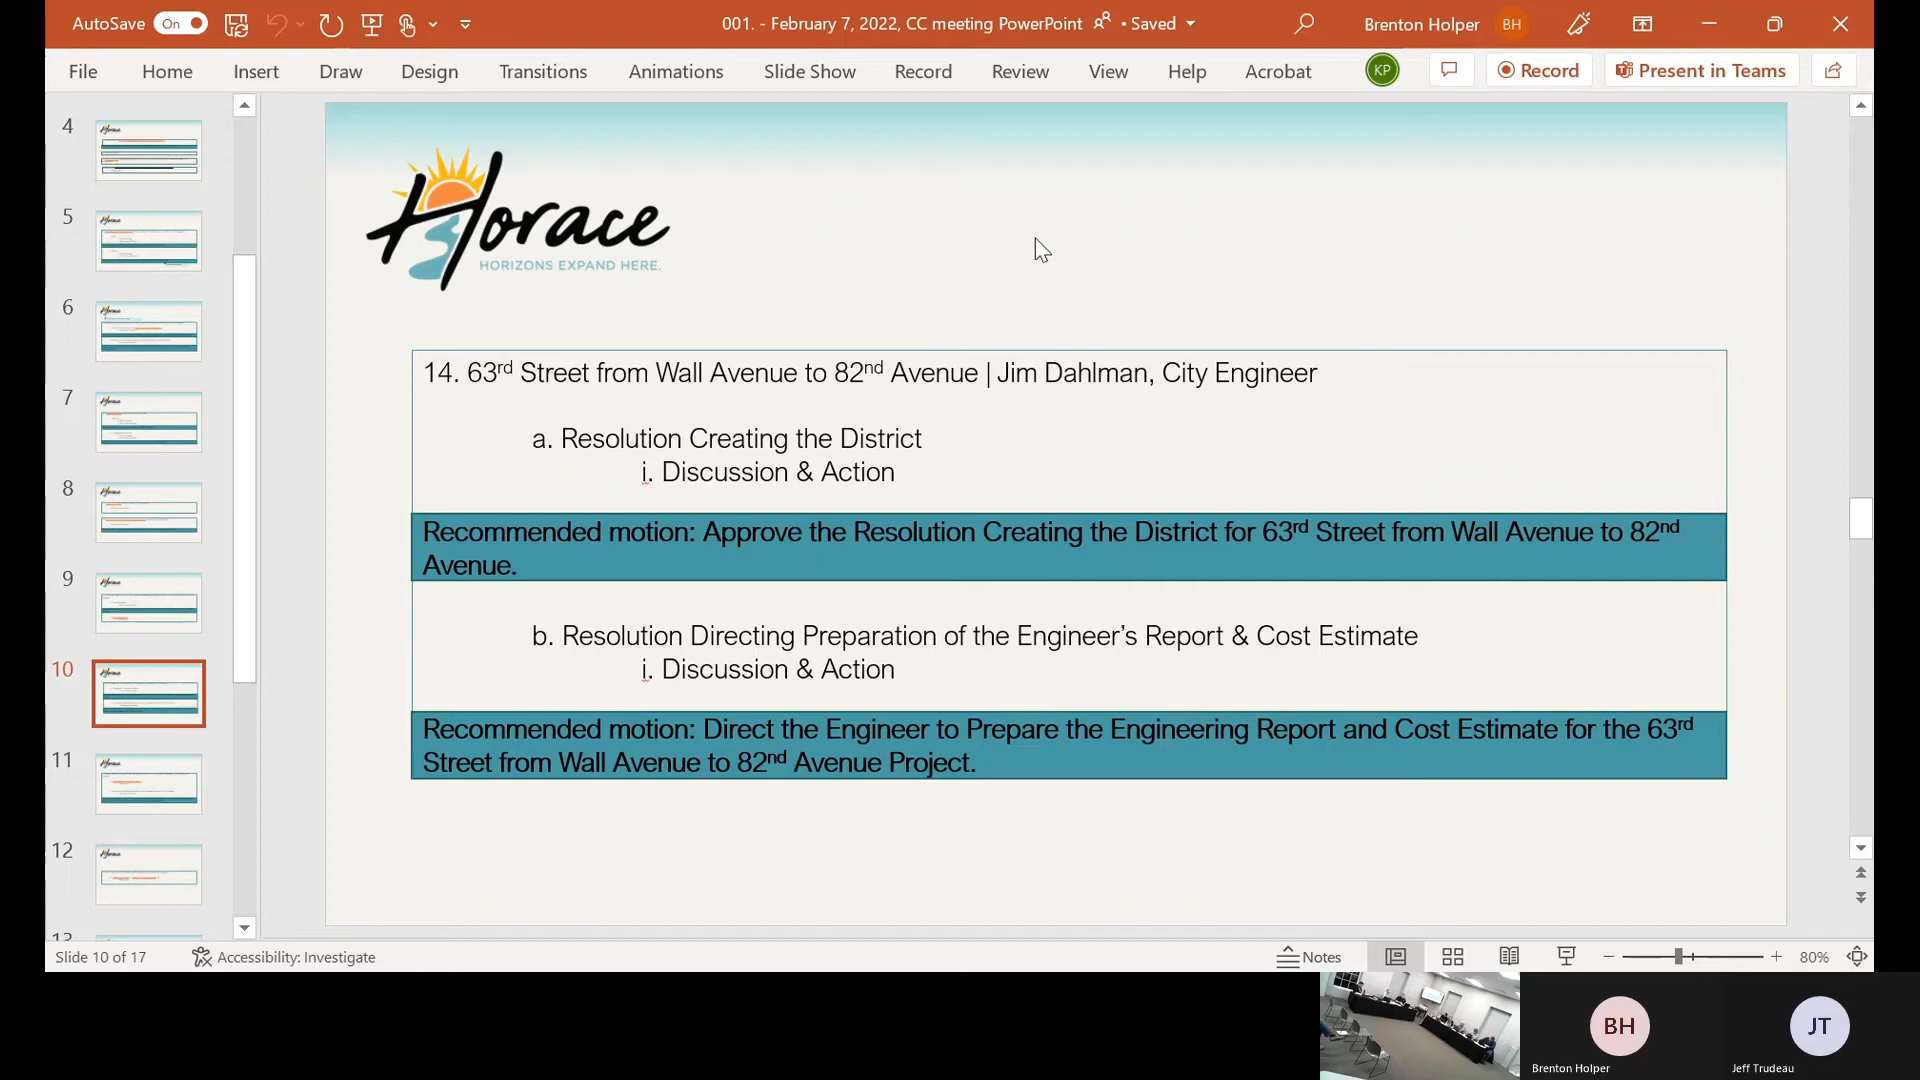 AutoSave On
001. - February 7, 2022, CC meeting PowerPoint • Saved
Brenton Holper BH
File Home Insert Draw Design Transitions Animations Slide Show Record Review View Help Acrobat KP Record Present in Teams
4
5
6
7
8
9
10
11
12
13
Horace
HORIZONS EXPAND HERE.
14. 63rd Street from Wall Avenue to 82nd Avenue | Jim Dahlman, City Engineer
a. Resolution Creating the District
i. Discussion & Action
Recommended motion: Approve the Resolution Creating the District for 63rd Street from Wall Avenue to 82nd
Avenue.
b. Resolution Directing Preparation of the Engineer’s Report & Cost Estimate
i. Discussion & Action
Recommended motion: Direct the Engineer to Prepare the Engineering Report and Cost Estimate for the 63rd
Street from Wall Avenue to 82nd Avenue Project.
Slide 10 of 17 Accessibility: Investigate Notes 80%
BH
JT
Brenton Holper
Jeff Trudeau